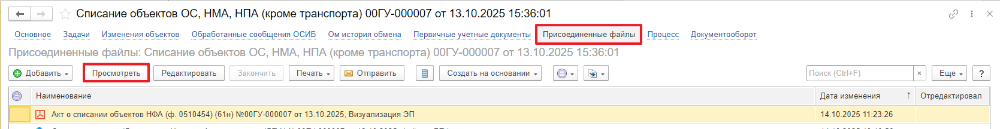 Списание объектов ОС, НМА, НПА (кроме транспорта) 00ГУ-000007 от 13.10.2025 15:36:01
Основное Задачи Изменения объектов Обработанные сообщения ОСИБ Ом история обмена Первичные учетные документы Присоединенные файлы Процесс Документооборот
Присоединенные файлы: Списание объектов ОС, НМА, НПА (кроме транспорта) 00ГУ-000007 от 13.10.2025 15:36:01
Добавить Просмотреть Редактировать Закончить Печать Отправить Создать на основании Поиск (Ctrl+F) × Еще ?
Наименование Дата изменения ↑ Отредактировал
Акт о списании объектов НФА (ф. 0510454) (61н) №00ГУ-000007 от 13.10.2025, Визуализация ЭП 14.10.2025 11:23:26